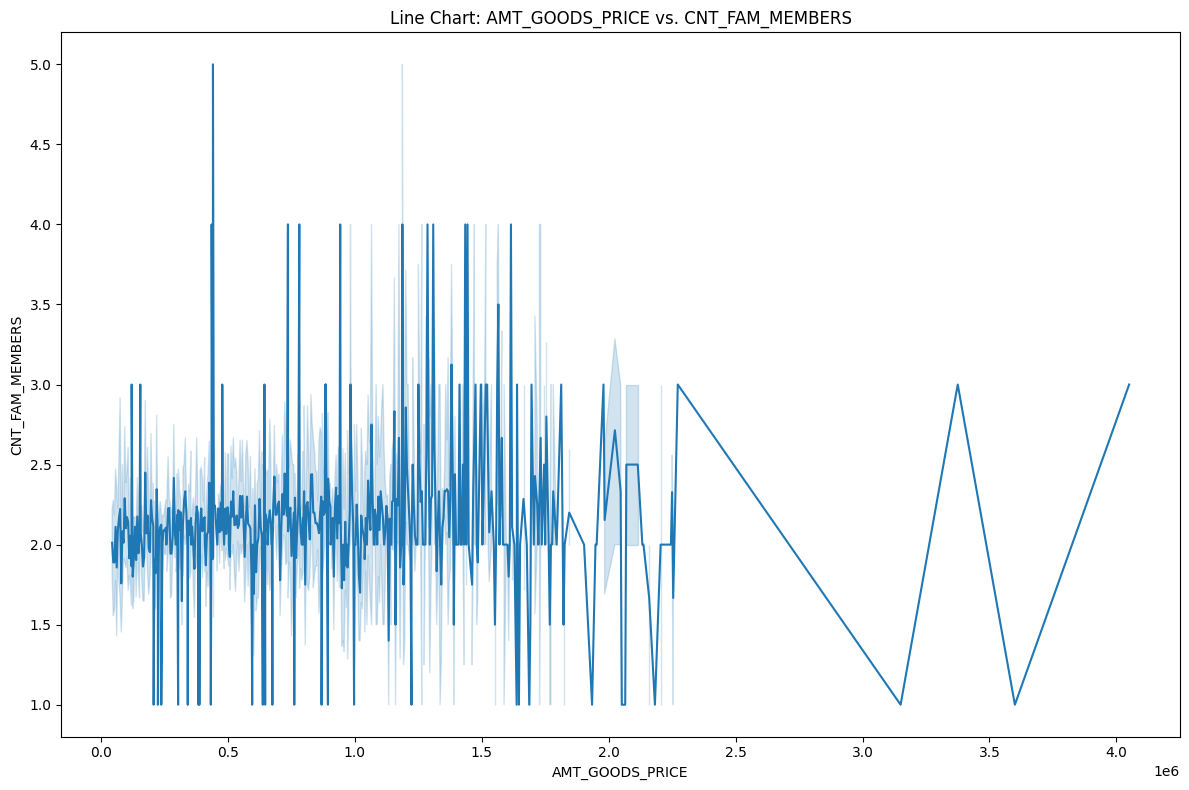 Line Chart: AMT_GOODS_PRICE vs. CNT_FAM_MEMBERS
5.0
4.5
4.0
3.5
3.0
2.5
2.0
1.5
1.0
CNT_FAM_MEMBERS
0.0 0.5 1.0 1.5 2.0 2.5 3.0 3.5 4.0
1e6
AMT_GOODS_PRICE